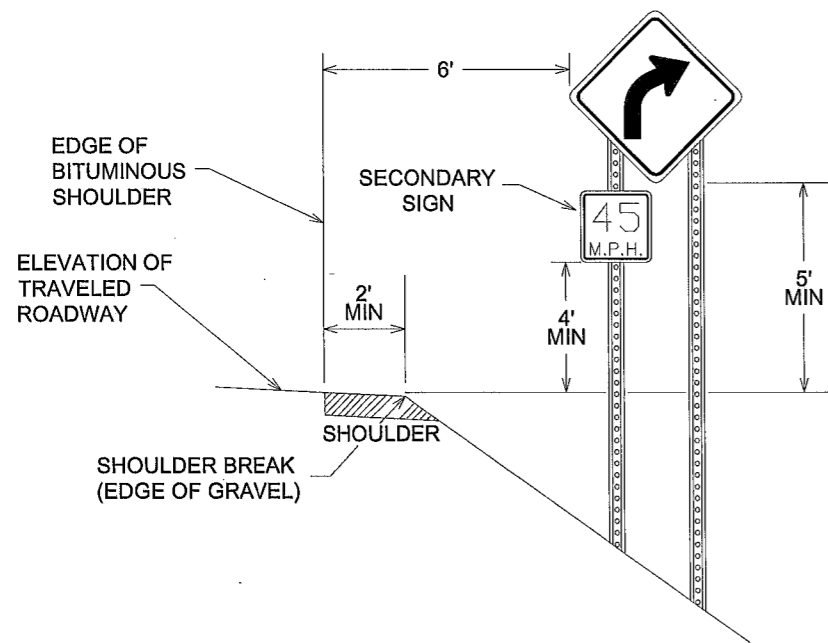 6'
EDGE OF
BITUMINOUS
SHOULDER
SECONDARY
SIGN
45
M.P.H.
ELEVATION OF
TRAVELED
ROADWAY
2'
MIN
4'
MIN
5'
MIN
SHOULDER
SHOULDER BREAK
(EDGE OF GRAVEL)